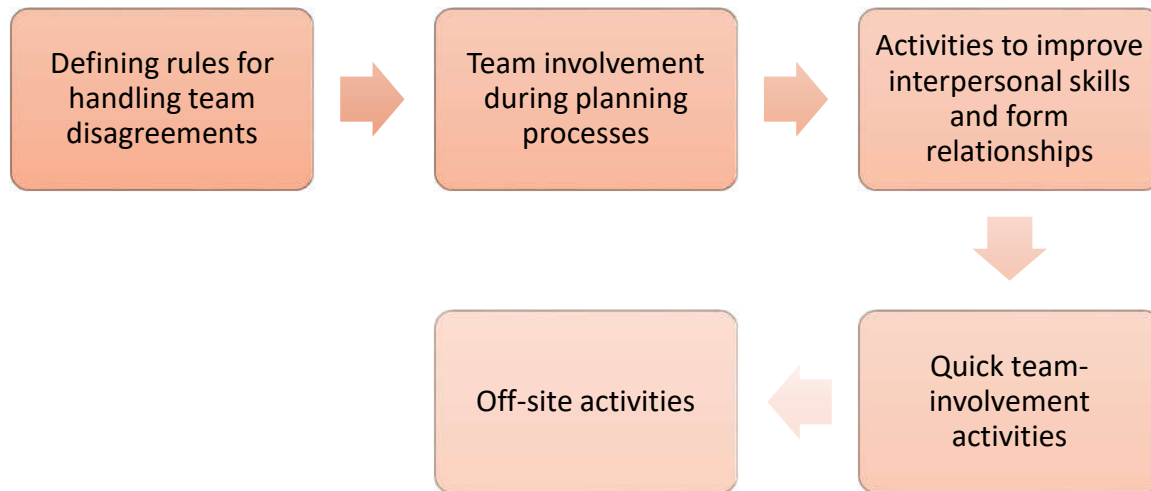 Defining rules for
handling team
disagreements
Team involvement
during planning
processes
Activities to improve
interpersonal skills
and form
relationships
Quick team-
involvement
activities
Off-site activities